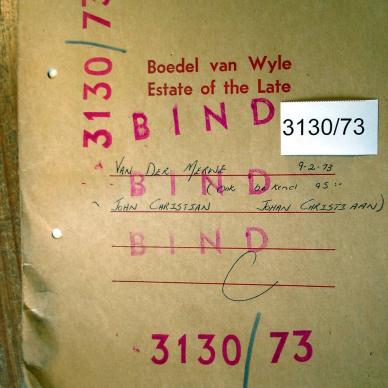 3130/73
Boedel van Wyle
Estate of the Late
BIND
3130/73
VAN DER MERWE 9-2-73
BIND
(Ook bekend as:-
JOHN CHRISTIAN JOHAN CHRISTIAAN)
BIND
C
3130/73